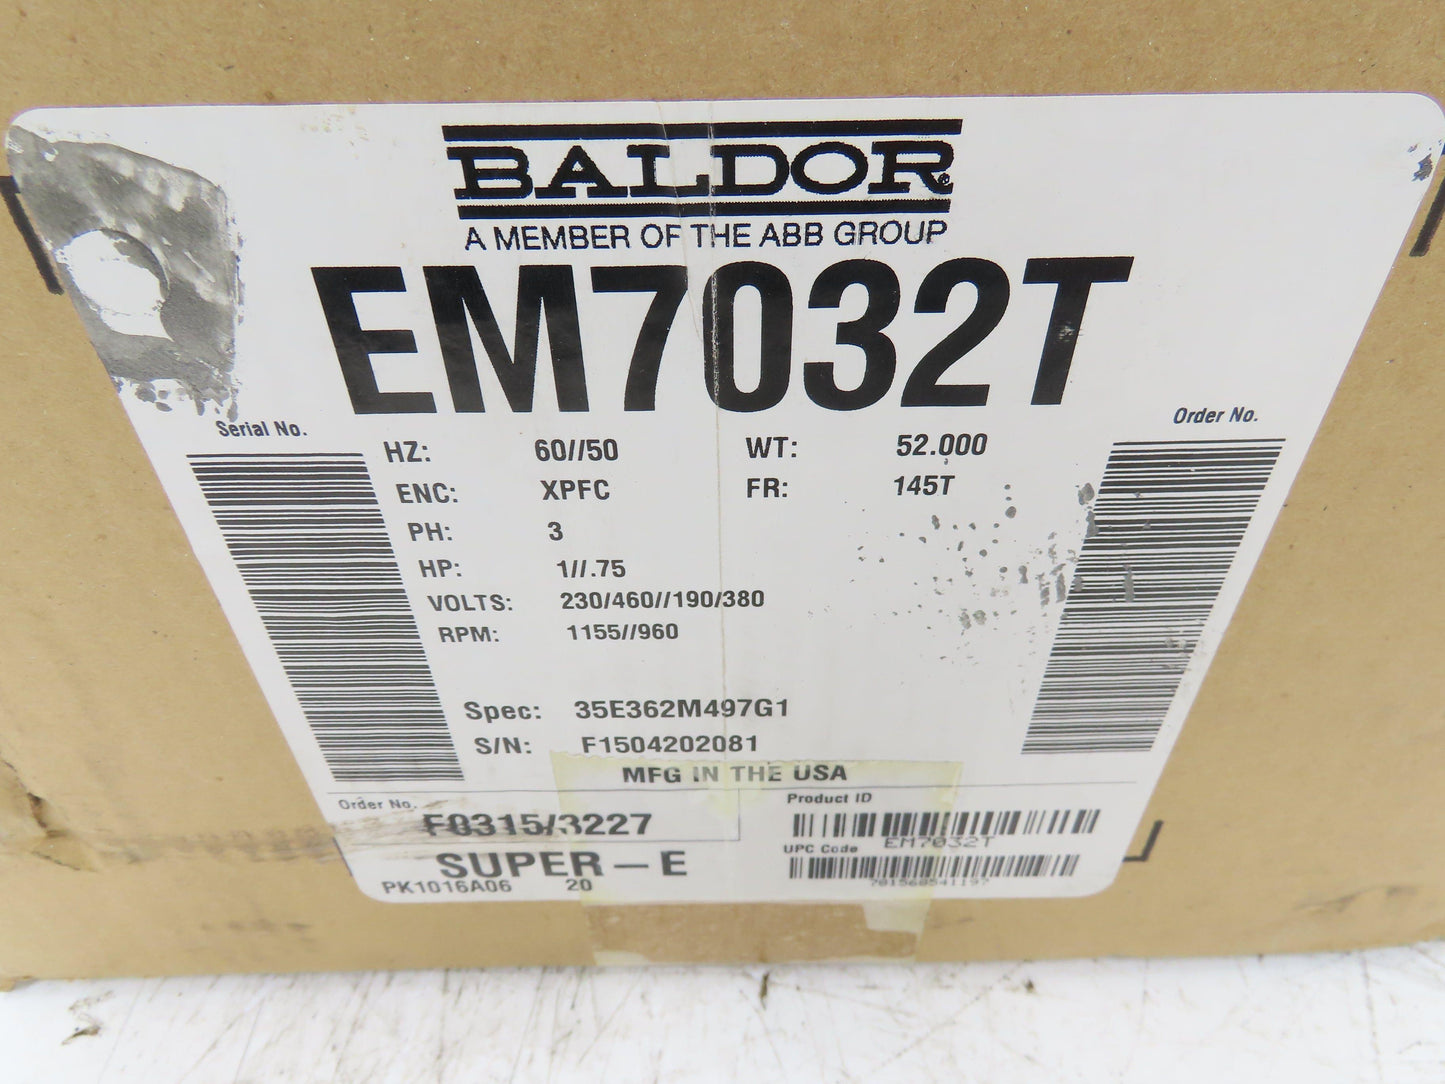 BALDOR®
A MEMBER OF THE ABB GROUP
EM7032T
Serial No.
Order No.
HZ: 60//50 WT: 52.000
ENC: XPFC FR: 145T
PH: 3
HP: 1//.75
VOLTS: 230/460//190/380
RPM: 1155//960
Spec: 35E362M497G1
S/N: F1504202081
MFG IN THE USA
Order No.
F0315/3227
Product ID
EM7032T
SUPER-E
UPC Code
781568541197
PK1016A06 20